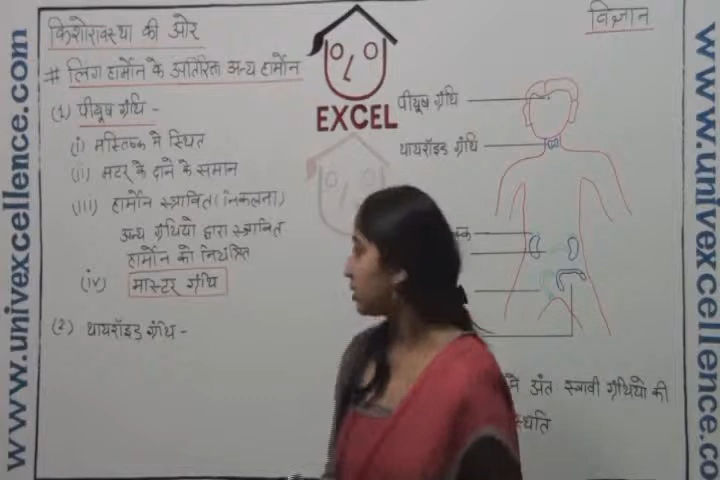 www.univexcellence.com
किशोरावस्था की ओर
विज्ञान
# लिंग हार्मोन के अतिरिक्त अन्य हार्मोन
EXCEL
(1) पीयूष ग्रंथि -
(i) मस्तिष्क मे स्थित
(ii) मटर के दाने के समान
(iii) हार्मोन स्त्रावित (निकलना)
अन्य ग्रंथियो द्वारा स्त्रावित
हार्मोन को नियंत्रित
(iv) मास्टर ग्रंथि
(2) थायरॉइड ग्रंथि -
पीयूष ग्रंथि
थायरॉइड ग्रंथि
मे अंत स्त्रावी ग्रंथियो की
स्थिति
www.univexcellence.com